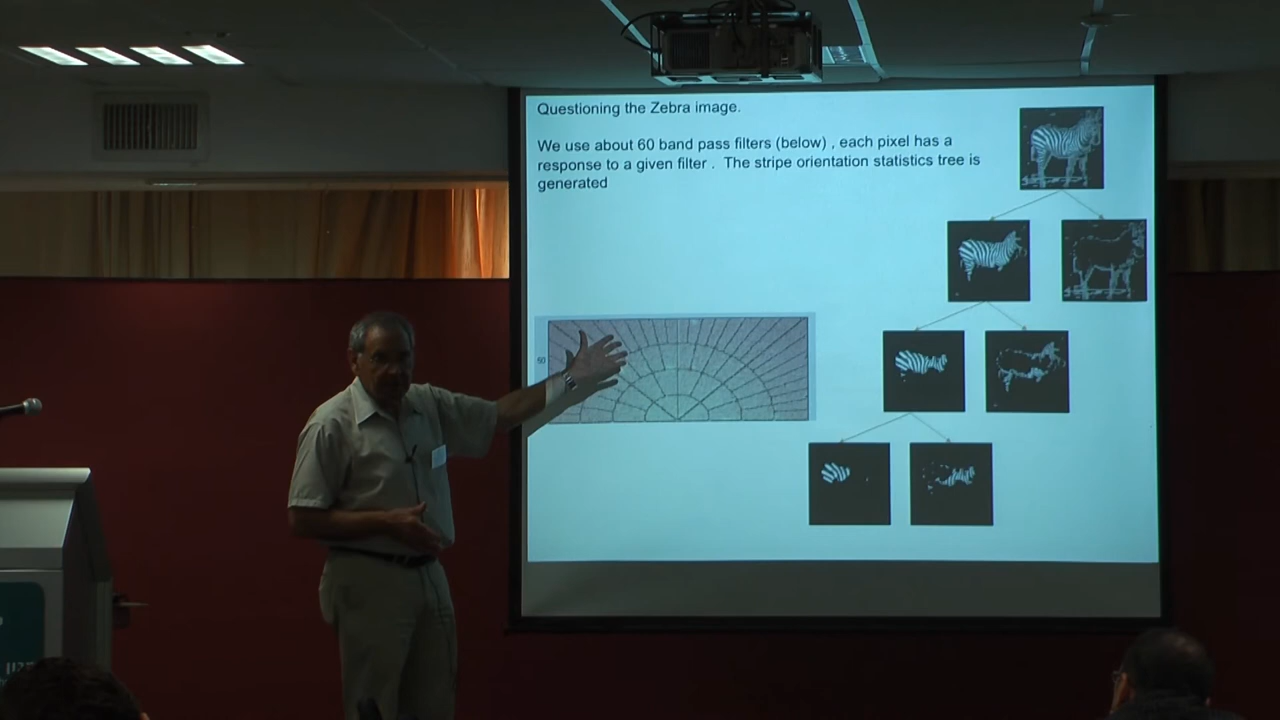 Questioning the Zebra image.
We use about 60 band pass filters (below) , each pixel has a
response to a given filter . The stripe orientation statistics tree is
generated
60